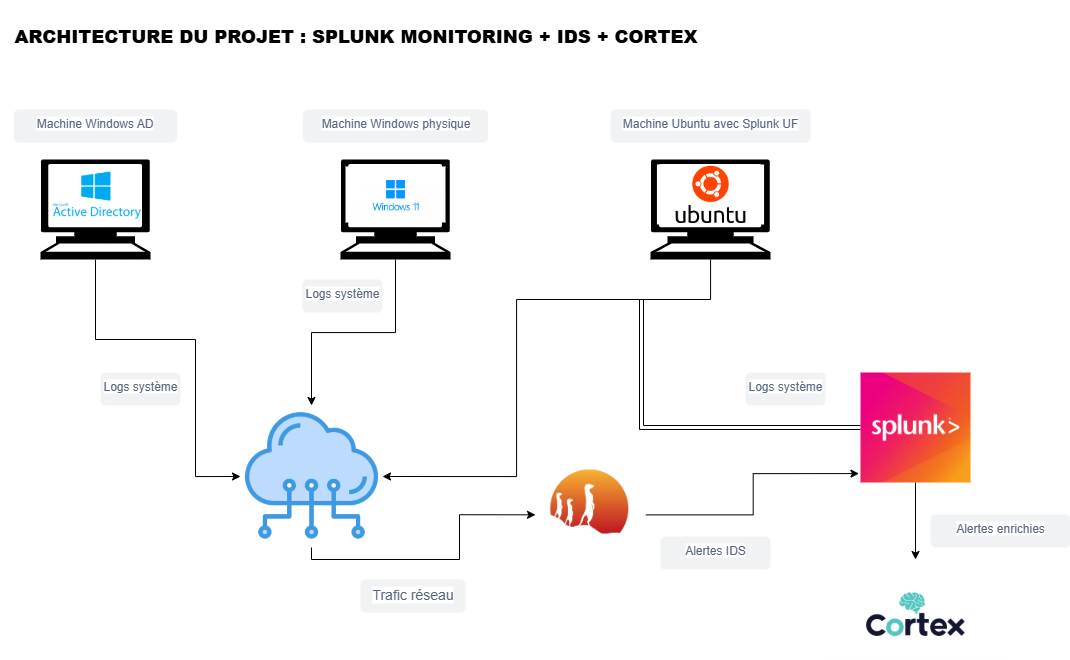 ARCHITECTURE DU PROJET : SPLUNK MONITORING + IDS + CORTEX
Machine Windows AD
Machine Windows physique
Machine Ubuntu avec Splunk UF
Microsoft
Active Directory
Windows 11
ubuntu
Logs système
Logs système
Logs système
splunk>
Alertes enrichies
Alertes IDS
Trafic réseau
Cortex